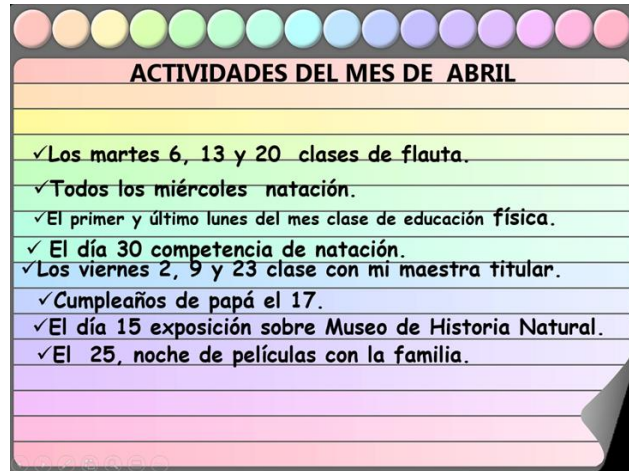 ACTIVIDADES DEL MES DE ABRIL
✓Los martes 6, 13 y 20 clases de flauta.
✓Todos los miércoles natación.
✓El primer y último lunes del mes clase de educación física.
✓ El día 30 competencia de natación.
✓Los viernes 2, 9 y 23 clase con mi maestra titular.
✓Cumpleaños de papá el 17.
✓El día 15 exposición sobre Museo de Historia Natural.
✓El 25, noche de películas con la familia.